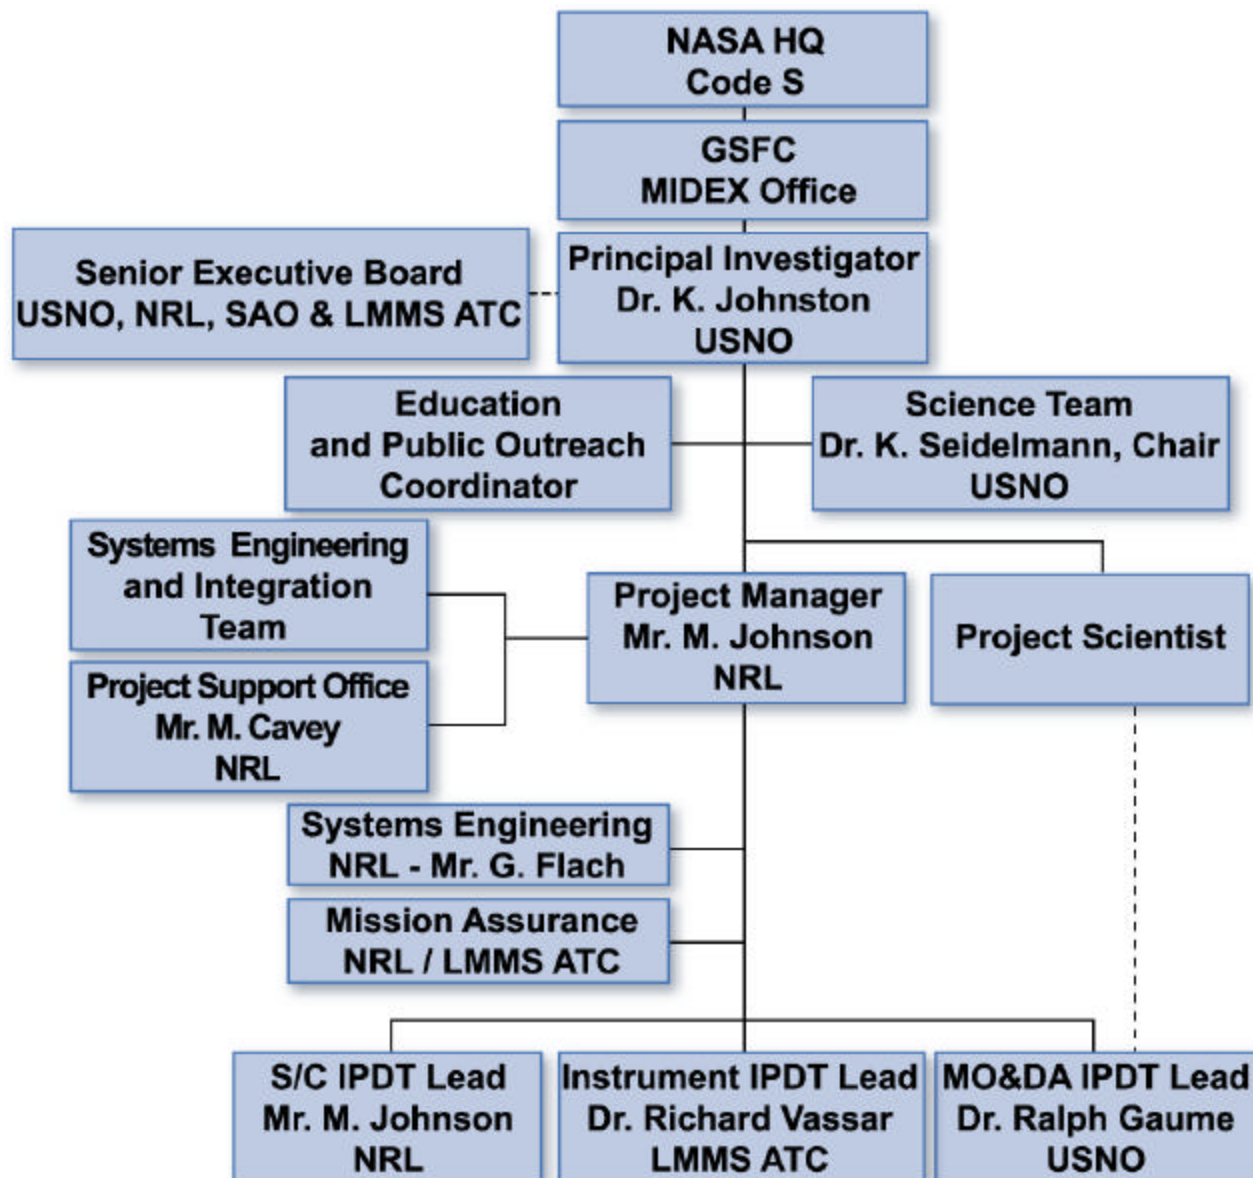 NASA HQ
Code S
GSFC
MIDEX Office
Senior Executive Board
USNO, NRL, SAO & LMMS ATC
Principal Investigator
Dr. K. Johnston
USNO
Education
and Public Outreach
Coordinator
Science Team
Dr. K. Seidelmann, Chair
USNO
Systems Engineering
and Integration
Team
Project Support Office
Mr. M. Cavey
NRL
Project Manager
Mr. M. Johnson
NRL
Project Scientist
Systems Engineering
NRL - Mr. G. Flach
Mission Assurance
NRL / LMMS ATC
S/C IPDT Lead
Mr. M. Johnson
NRL
Instrument IPDT Lead
Dr. Richard Vassar
LMMS ATC
MO&DA IPDT Lead
Dr. Ralph Gaume
USNO